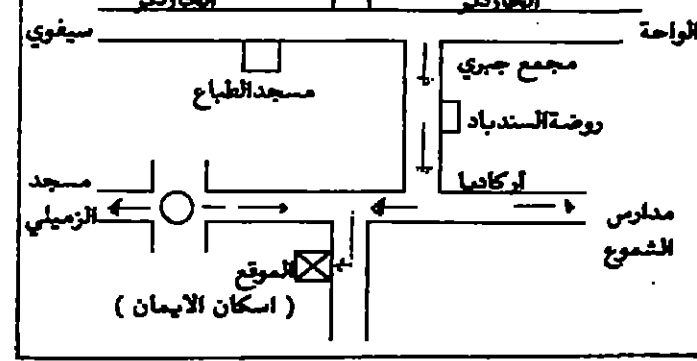 الواحة
سيفوي
مجمع جبري
مسجد الطباع
روضة السندباد
أركاديا
مسجد
الزميلي
مدارس
الشموع
الموقع
( اسكان الايمان )